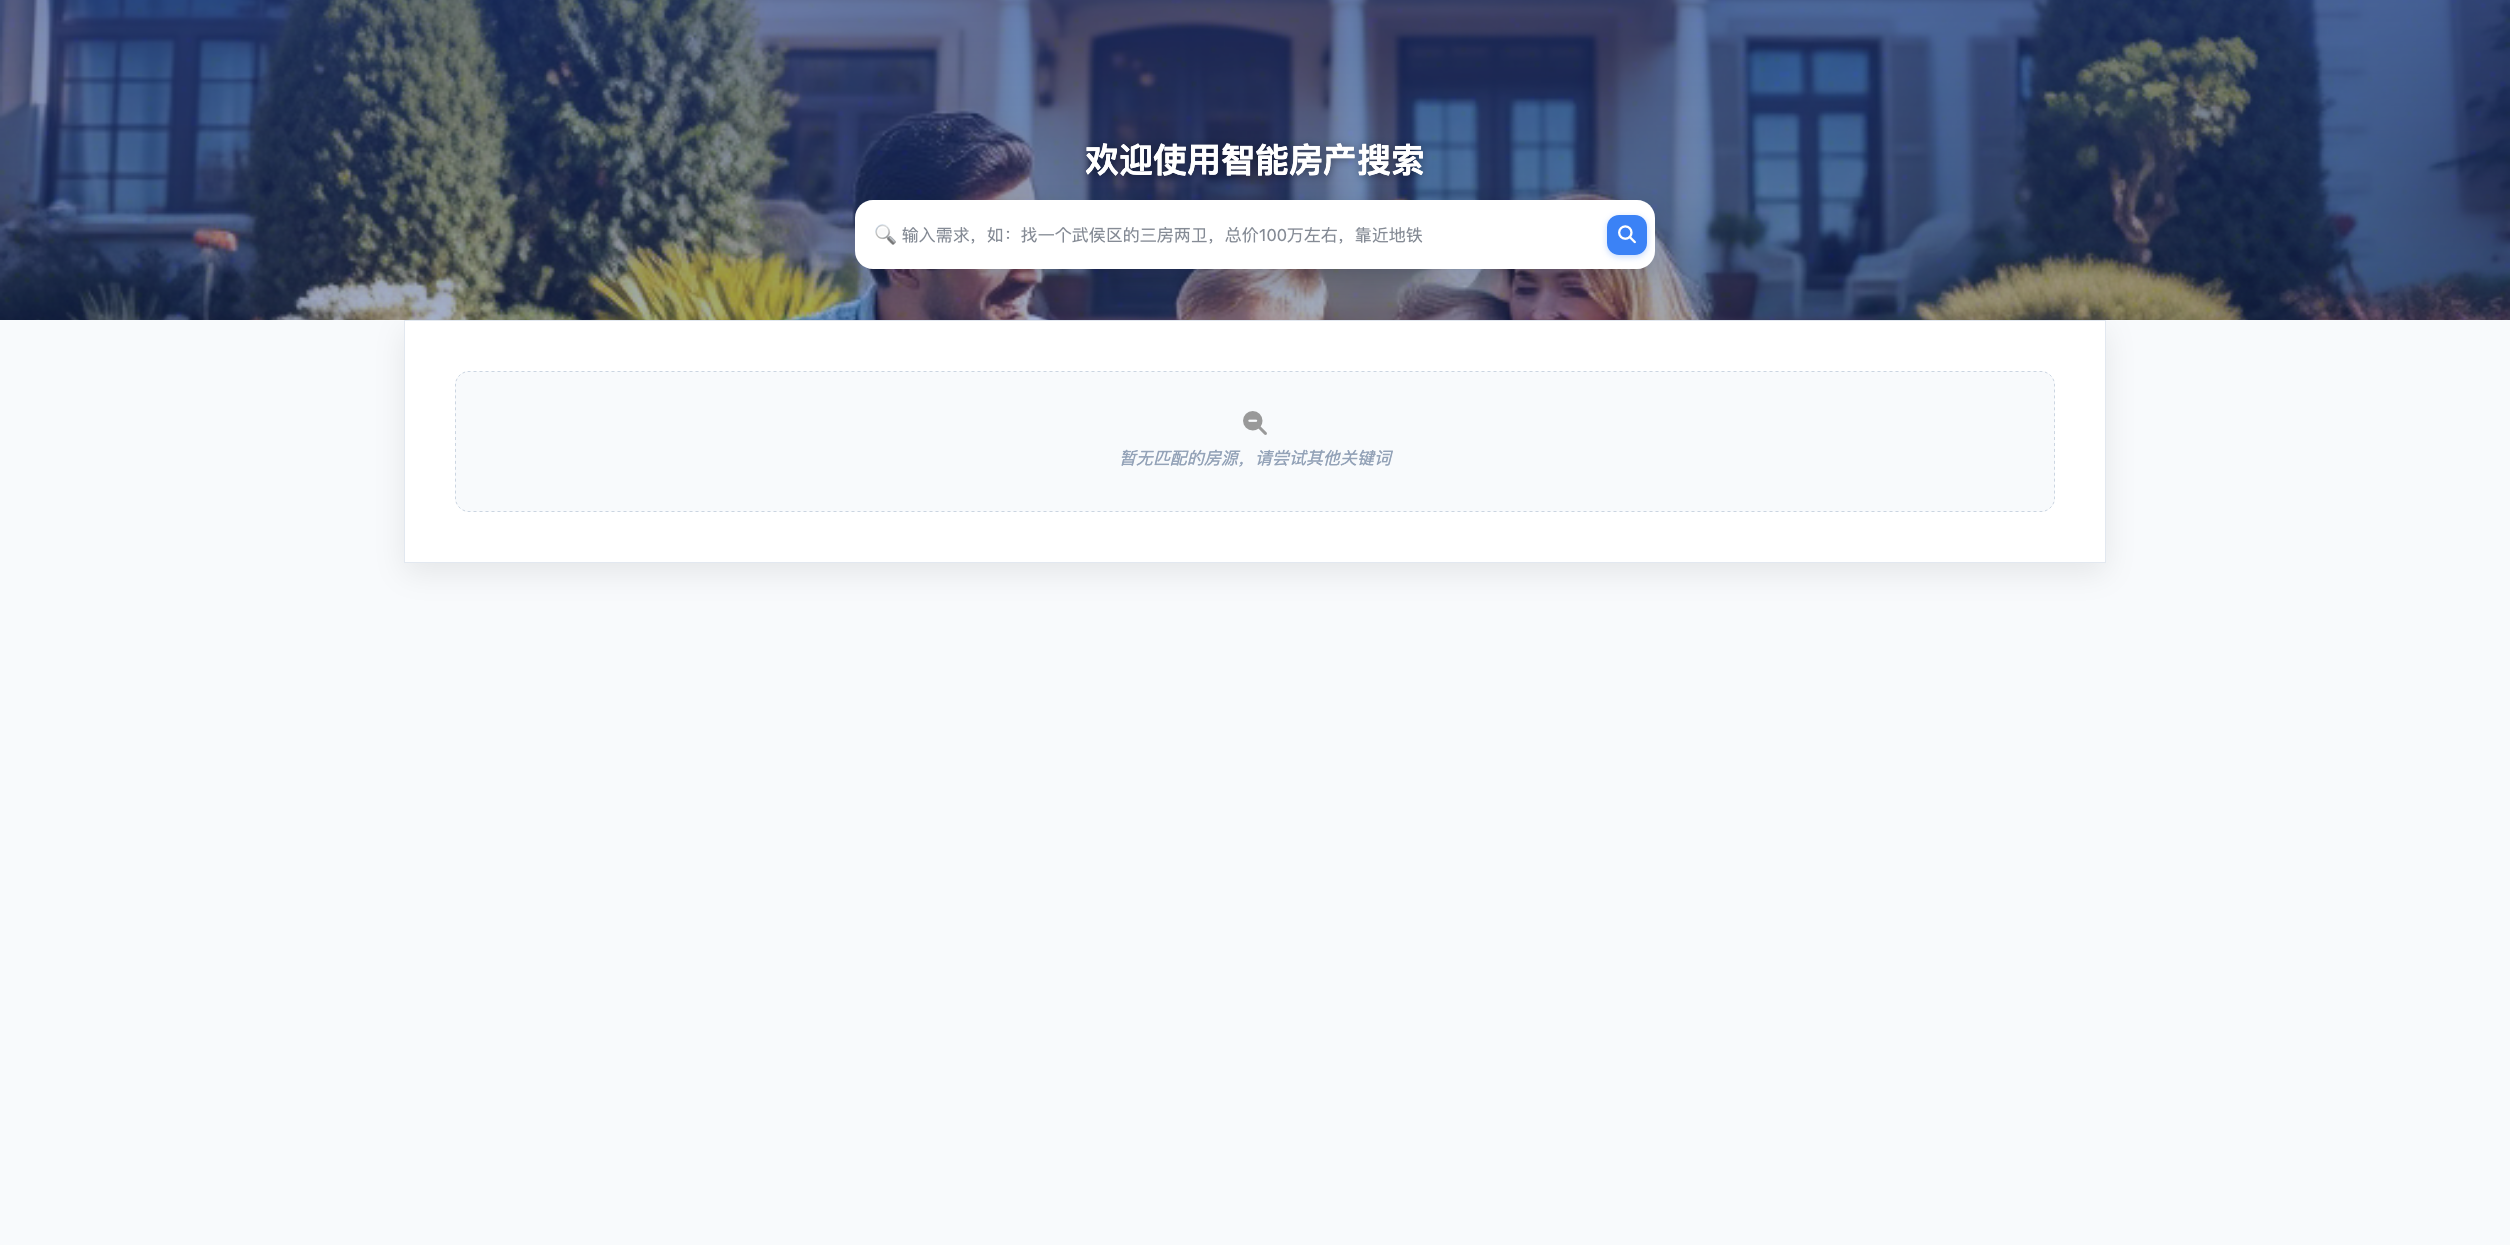 欢迎使用智能房产搜索
🔍 输入需求，如：找一个武侯区的三房两卫，总价100万左右，靠近地铁
暂无匹配的房源，请尝试其他关键词